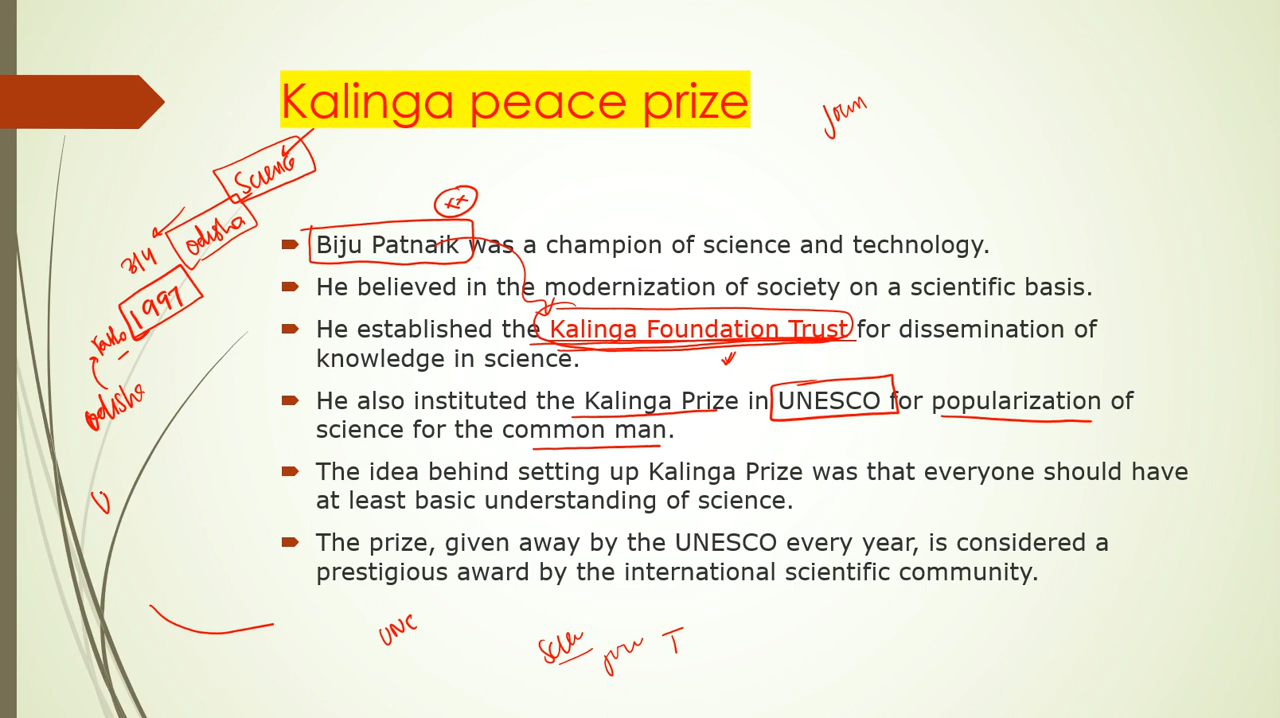 Kalinga peace prize
Join
Science
odisha
314
1997
odisha
Biju Patnaik was a champion of science and technology.
He believed in the modernization of society on a scientific basis.
He established the Kalinga Foundation Trust for dissemination of
knowledge in science.
He also instituted the Kalinga Prize in UNESCO for popularization of
science for the common man.
The idea behind setting up Kalinga Prize was that everyone should have
at least basic understanding of science.
The prize, given away by the UNESCO every year, is considered a
prestigious award by the international scientific community.
UNC
T